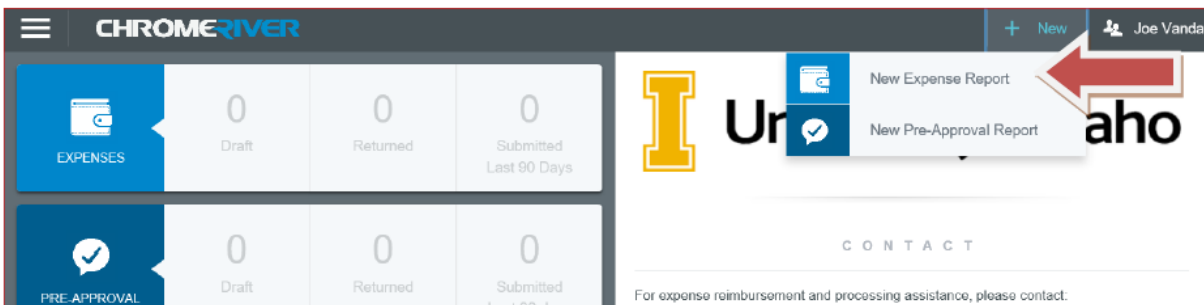 CHROMERIVER
+ New
Joe Vanda
New Expense Report
New Pre-Approval Report
I
Un
aho
EXPENSES
0
Draft
0
Returned
0
Submitted
Last 90 Days
PRE-APPROVAL
0
Draft
0
Returned
0
Submitted
CONTACT
For expense reimbursement and processing assistance, please contact: